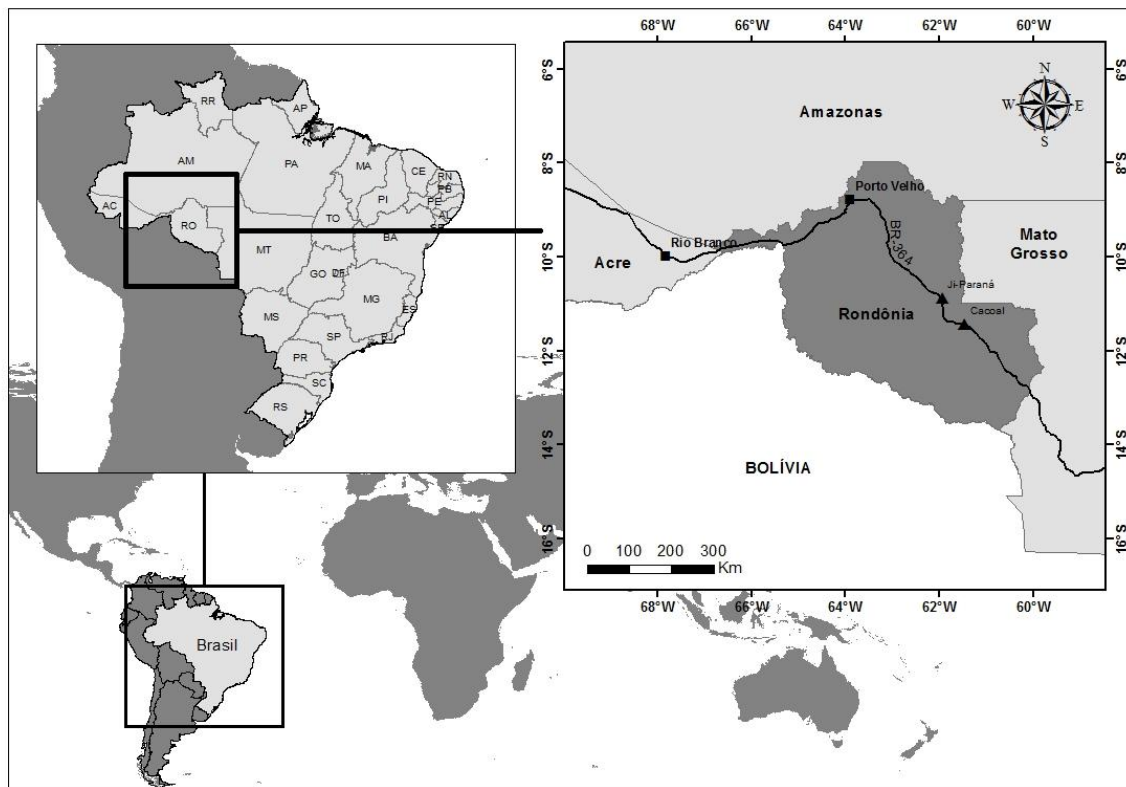 RR
AP
AM
PA
MA
CE
RN
PB
PE
AL
SE
PI
AC
RO
TO
BA
MT
GO
DF
MG
ES
MS
SP
RJ
PR
SC
RS
Brasil
68°W 66°W 64°W 62°W 60°W
6°S
8°S
10°S
12°S
14°S
16°S
N
W E
S
Amazonas
Porto Velho
Rio Branco
BR-364
Mato
Grosso
Acre
Ji-Paraná
Cacoal
Rondônia
BOLÍVIA
0 100 200 300
Km
6°S
8°S
10°S
12°S
14°S
16°S
68°W 66°W 64°W 62°W 60°W